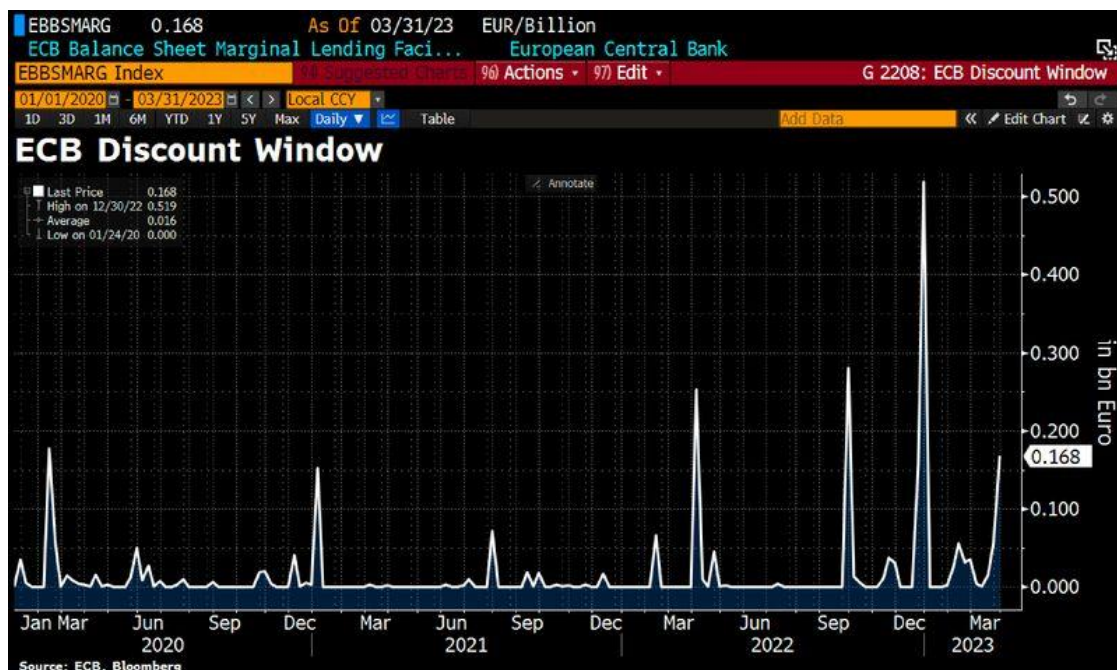 EBBSMARG 0.168 As Of 03/31/23 EUR/Billion
ECB Balance Sheet Marginal Lending Faci... European Central Bank
EBBSMARG Index 94) Suggested Charts 96) Actions 97) Edit G 2208: ECB Discount Window
01/01/2020 - 03/31/2023 < > Local CCY
1D 3D 1M 6M YTD 1Y 5Y Max Daily ▼ Table Add Data « Edit Chart
ECB Discount Window
Annotate
Last Price 0.168
High on 12/30/22 0.519
Average 0.016
Low on 01/24/20 0.000
0.500
0.400
0.300
0.200
0.168
0.100
0.000
in bn Euro
Jan Mar Jun Sep Dec Mar Jun Sep Dec Mar Jun Sep Dec Mar
2020 2021 2022 2023
Source: ECB, Bloomberg